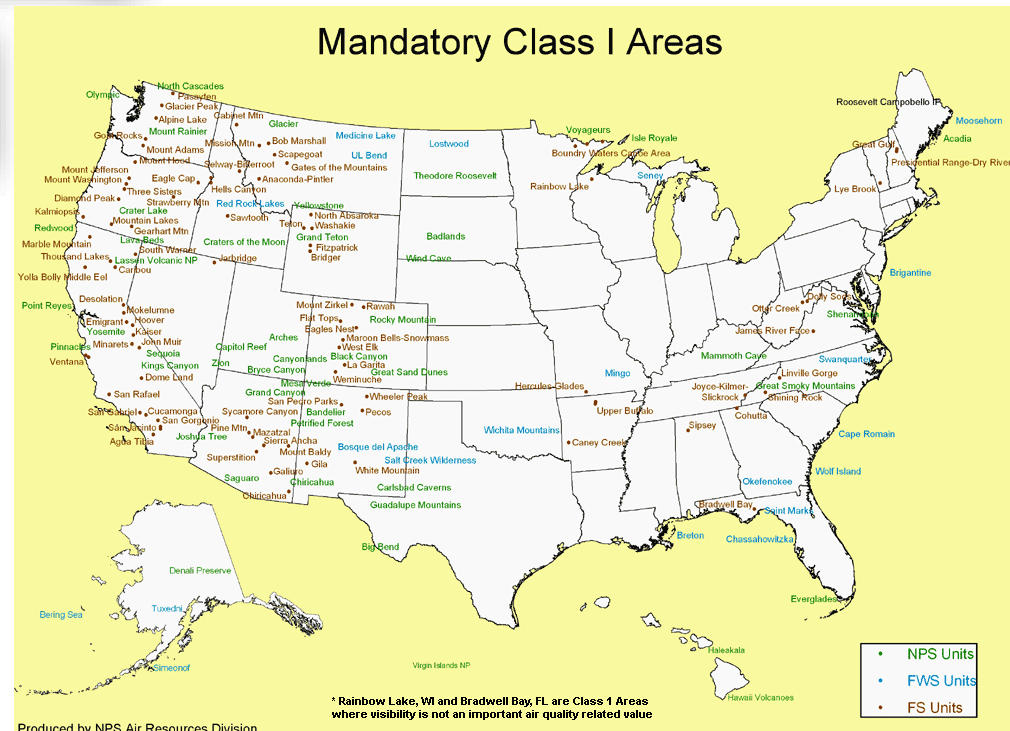 Mandatory Class I Areas
North Cascades
Olympic
Pasayten
Glacier Peak
Alpine Lake
Cabinet Mtn
Glacier
Goat Rocks
Mount Rainier
Medicine Lake
Mission Mtn
Bob Marshall
Mount Adams
Scapegoat
UL Bend
Mount Hood
Selway-Bitterroot
Gates of the Mountains
Mount Jefferson
Mount Washington
Eagle Cap
Anaconda-Pintler
Three Sisters
Hells Canyon
Diamond Peak
Strawberry Mtn
Red Rock Lakes
Yellowstone
Kalmiopsis
Crater Lake
Sawtooth
North Absaroka
Mountain Lakes
Teton
Washakie
Redwood
Gearhart Mtn
Grand Teton
Marble Mountain
Lava Beds
Craters of the Moon
Fitzpatrick
South Warner
Bridger
Thousand Lakes
Lassen Volcanic NP
Jarbridge
Caribou
Yolla Bolly Middle Eel
Lostwood
Theodore Roosevelt
Badlands
Wind Cave
Voyageurs
Isle Royale
Boundry Waters Canoe Area
Rainbow Lake
Seney
Roosevelt Campobello IP
Moosehorn
Acadia
Great Gulf
Presidential Range-Dry River
Lye Brook
Brigantine
Point Reyes
Desolation
Mokelumne
Emigrant
Hoover
Yosemite
Kaiser
Pinnacles
Minarets
John Muir
Ventana
Sequoia
Kings Canyon
Dome Land
San Rafael
San Gabriel
Cucamonga
San Gorgonio
San Jacinto
Agua Tibia
Joshua Tree
Mount Zirkel
Rawah
Flat Tops
Rocky Mountain
Eagles Nest
Arches
Maroon Bells-Snowmass
Capitol Reef
West Elk
Canyonlands
Black Canyon
Zion
La Garita
Bryce Canyon
Great Sand Dunes
Weminuche
Mesa Verde
Grand Canyon
Wheeler Peak
San Pedro Parks
Sycamore Canyon
Bandelier
Pecos
Petrified Forest
Pine Mtn
Mazatzal
Sierra Ancha
Bosque del Apache
Mount Baldy
Superstition
Salt Creek Wilderness
Gila
White Mountain
Galiuro
Saguaro
Chiricahua
Carlsbad Caverns
Chiricahua
Guadalupe Mountains
Big Bend
Otter Creek
Dolly Sods
Shenandoah
James River Face
Mammoth Cave
Swanquarter
Mingo
Linville Gorge
Hercules-Glades
Joyce-Kilmer-
Slickrock
Great Smoky Mountains
Shining Rock
Upper Buffalo
Cohutta
Wichita Mountains
Caney Creek
Sipsey
Cape Romain
Wolf Island
Okefenokee
Bradwell Bay
Saint Marks
Breton
Chassahowitzka
Everglades
Denali Preserve
Bering Sea
Tuxedni
Simeonof
Virgin Islands NP
Haleakala
Hawaii Volcanoes
NPS Units
FWS Units
FS Units
* Rainbow Lake, WI and Bradwell Bay, FL are Class 1 Areas
where visibility is not an important air quality related value
Produced by NPS Air Resources Division